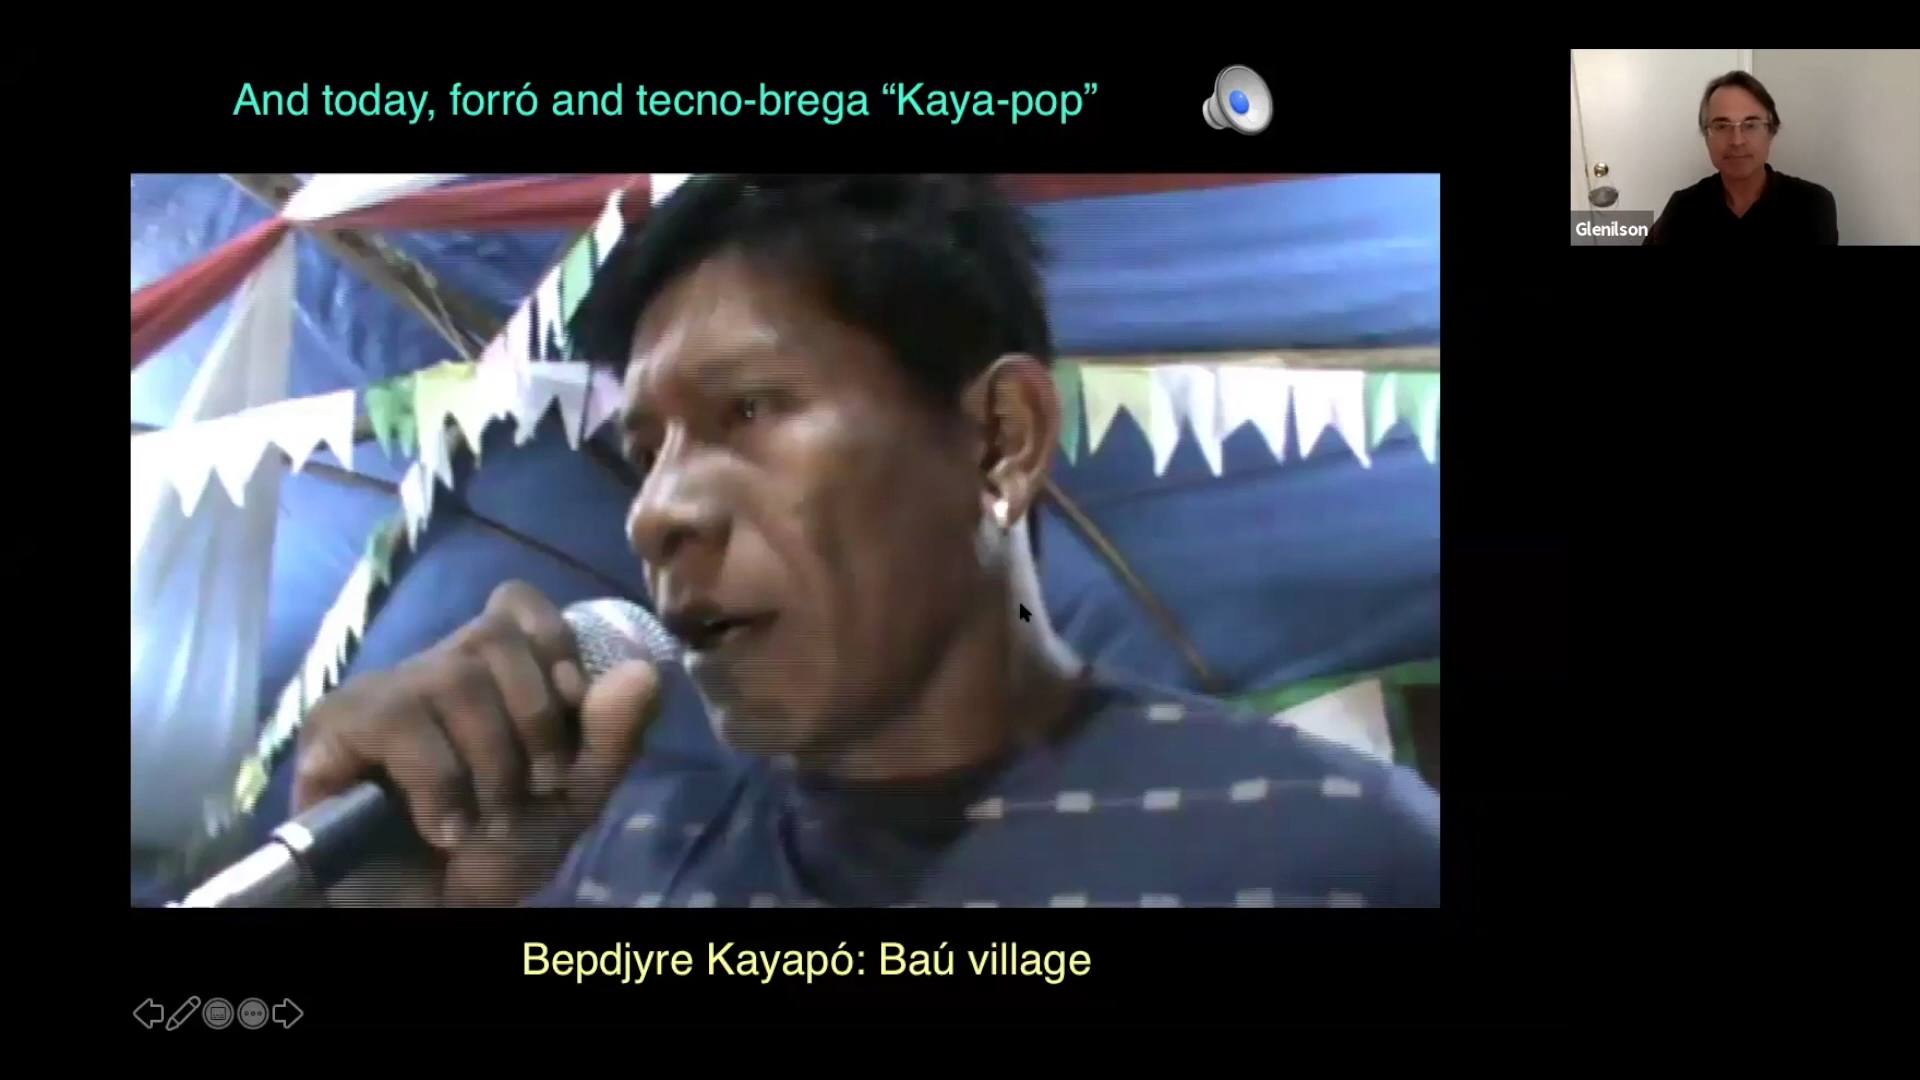 And today, forró and tecno-brega “Kaya-pop”
Glenilson
Bepdjyre Kayapó: Baú village